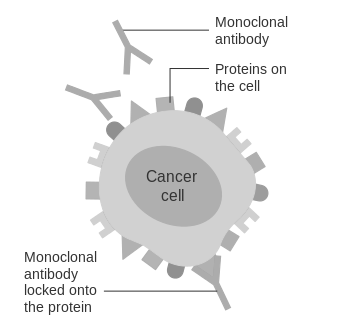 Monoclonal
antibody
Proteins on
the cell
Cancer
cell
Monoclonal
antibody
locked onto
the protein